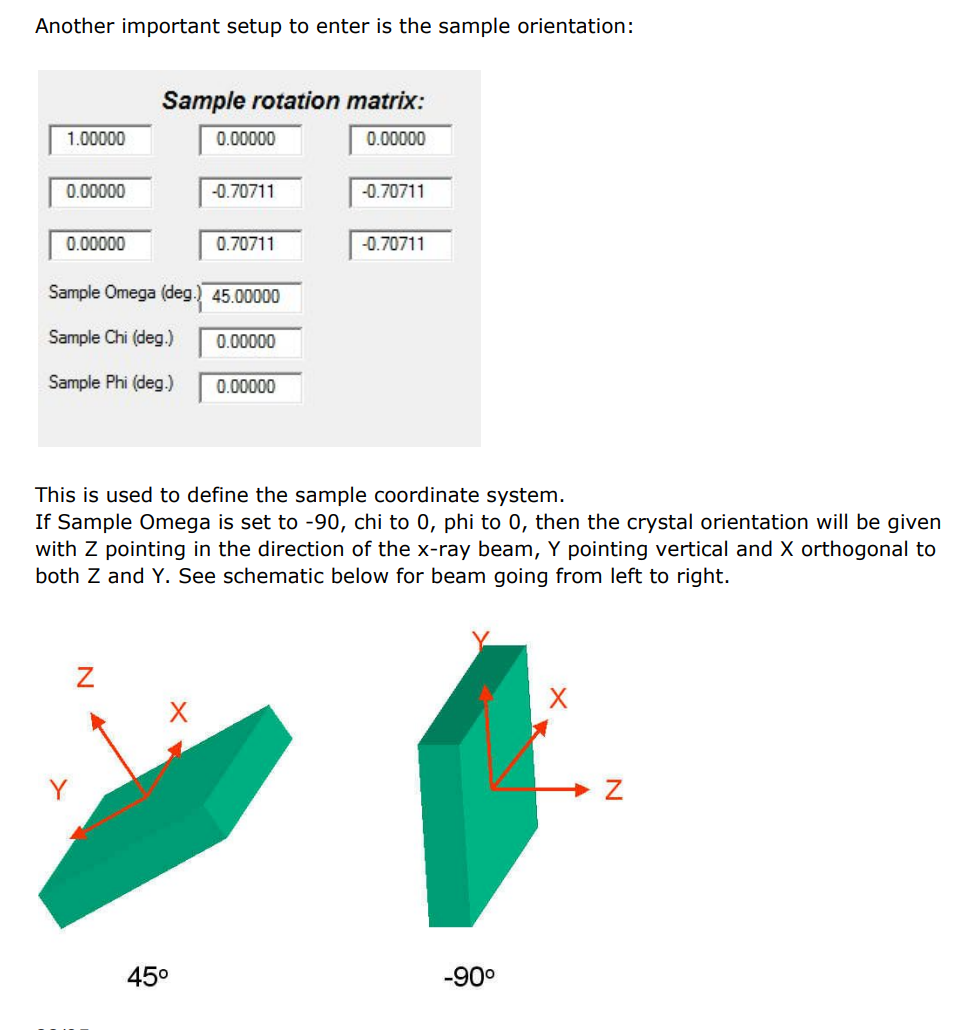 Another important setup to enter is the sample orientation:
Sample rotation matrix:
1.00000 0.00000 0.00000
0.00000 -0.70711 -0.70711
0.00000 0.70711 -0.70711
Sample Omega (deg.) 45.00000
Sample Chi (deg.) 0.00000
Sample Phi (deg.) 0.00000
This is used to define the sample coordinate system.
If Sample Omega is set to -90, chi to 0, phi to 0, then the crystal orientation will be given
with Z pointing in the direction of the x-ray beam, Y pointing vertical and X orthogonal to
both Z and Y. See schematic below for beam going from left to right.
Z
X
Y
Y
X
Z
45º
-90º